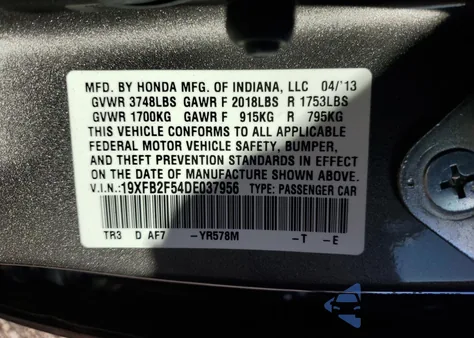 MFD. BY HONDA MFG. OF INDIANA, LLC 04/'13
GVWR 3748LBS GAWR F 2018LBS R 1753LBS
GVWR 1700KG GAWR F 915KG R 795KG
THIS VEHICLE CONFORMS TO ALL APPLICABLE
FEDERAL MOTOR VEHICLE SAFETY, BUMPER,
AND THEFT PREVENTION STANDARDS IN EFFECT
ON THE DATE OF MANUFACTURE SHOWN ABOVE.
V.I.N.:19XFB2F54DE037956 TYPE: PASSENGER CAR
TR3 D AF7 -YR578M -T -E